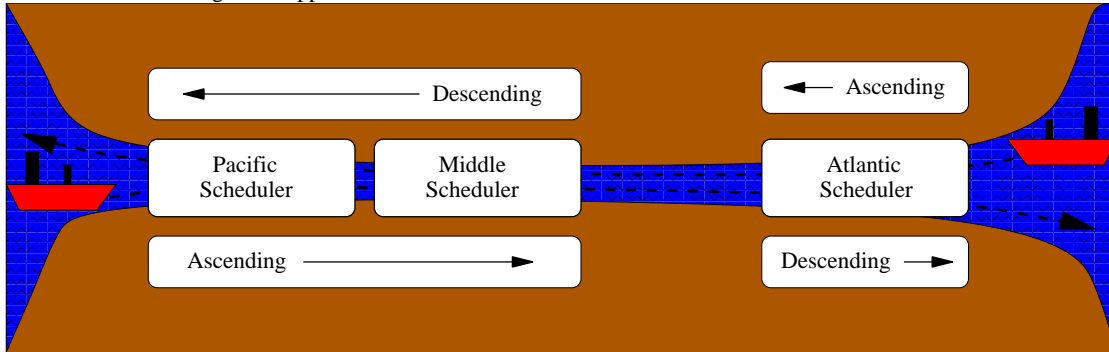 Descending
Ascending
Pacific
Scheduler
Middle
Scheduler
Atlantic
Scheduler
Ascending
Descending